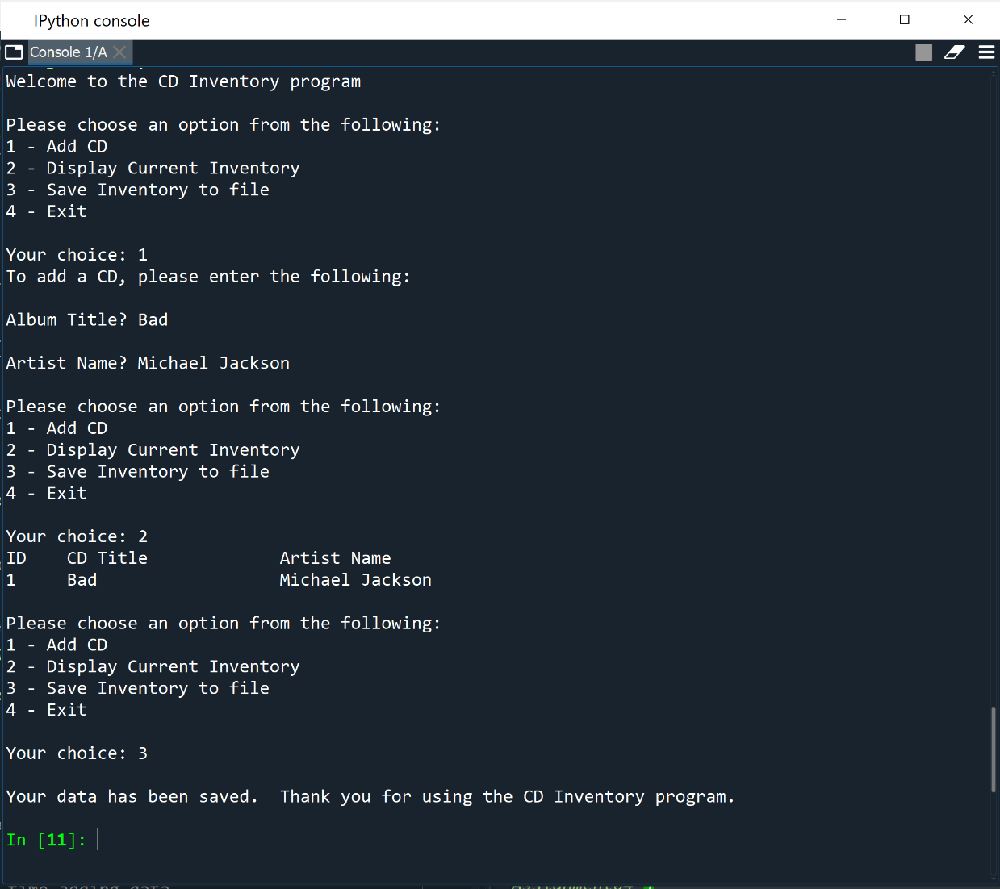 IPython console
Console 1/A
Welcome to the CD Inventory program
Please choose an option from the following:
1 - Add CD
2 - Display Current Inventory
3 - Save Inventory to file
4 - Exit
Your choice: 1
To add a CD, please enter the following:
Album Title? Bad
Artist Name? Michael Jackson
Please choose an option from the following:
1 - Add CD
2 - Display Current Inventory
3 - Save Inventory to file
4 - Exit
Your choice: 2
ID    CD Title             Artist Name
1     Bad                  Michael Jackson
Please choose an option from the following:
1 - Add CD
2 - Display Current Inventory
3 - Save Inventory to file
4 - Exit
Your choice: 3
Your data has been saved.  Thank you for using the CD Inventory program.
In [11]: